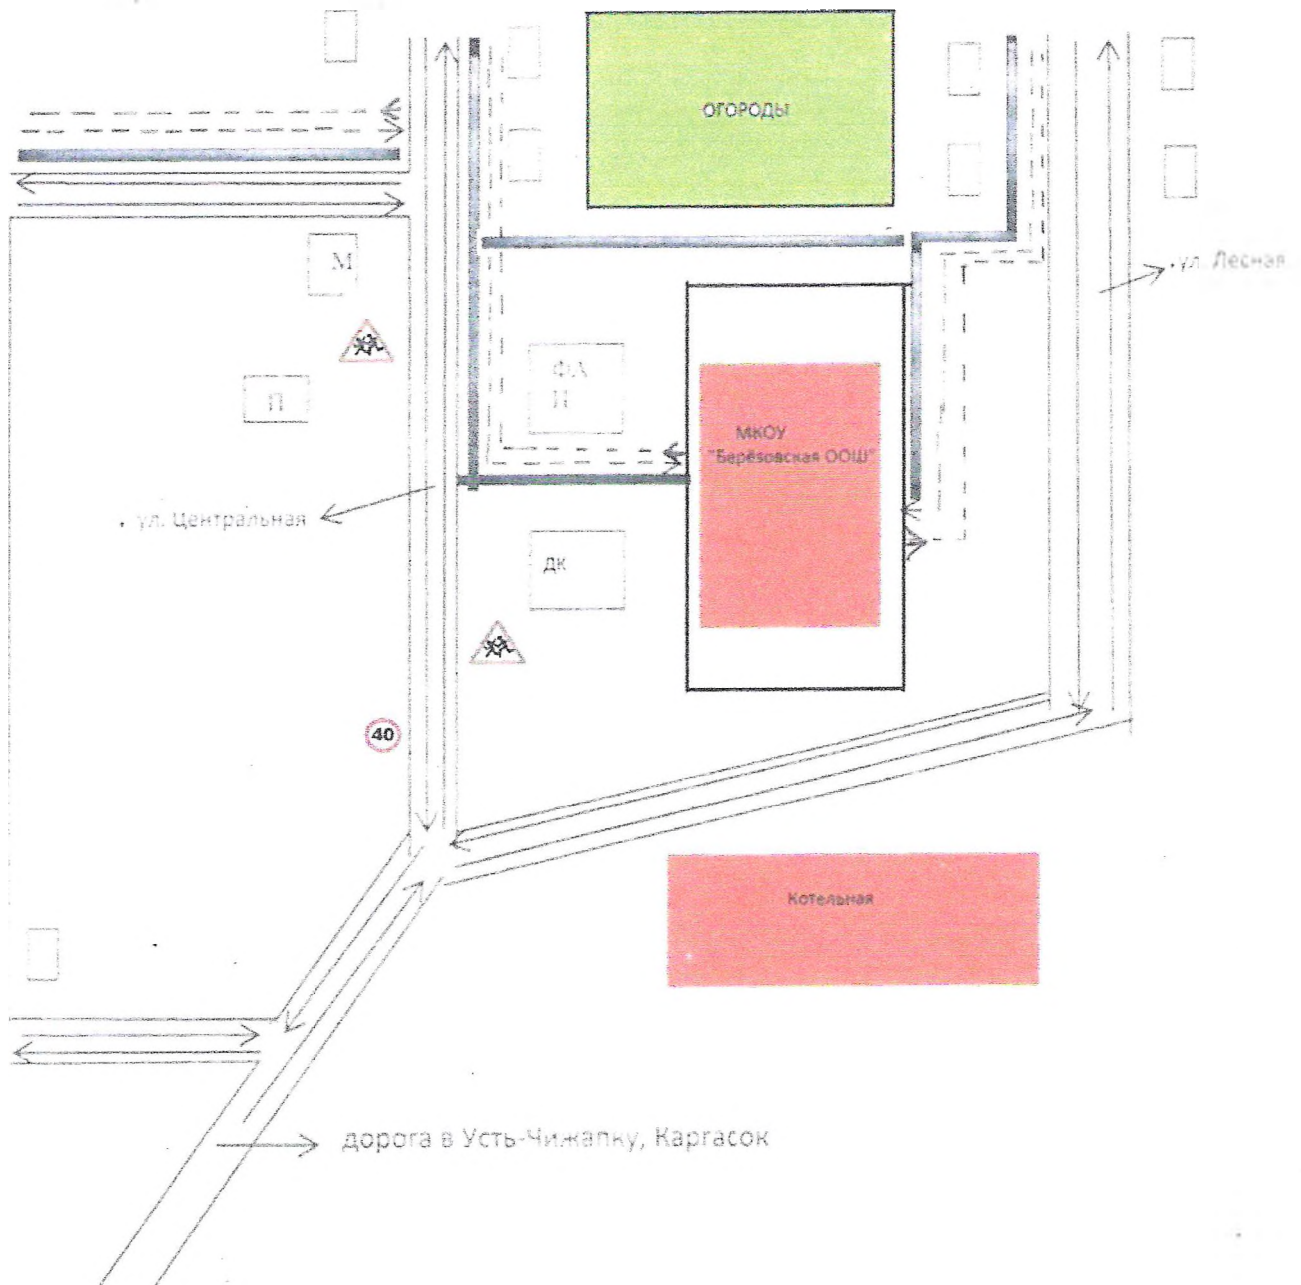 ОГОРОДЫ
М
ул. Лесная
ФА
П
П
МКОУ
"Берёзовская ООШ"
ул. Центральная
ДК
40
Котельная
дорога в Усть-Чижапку, Каргасок